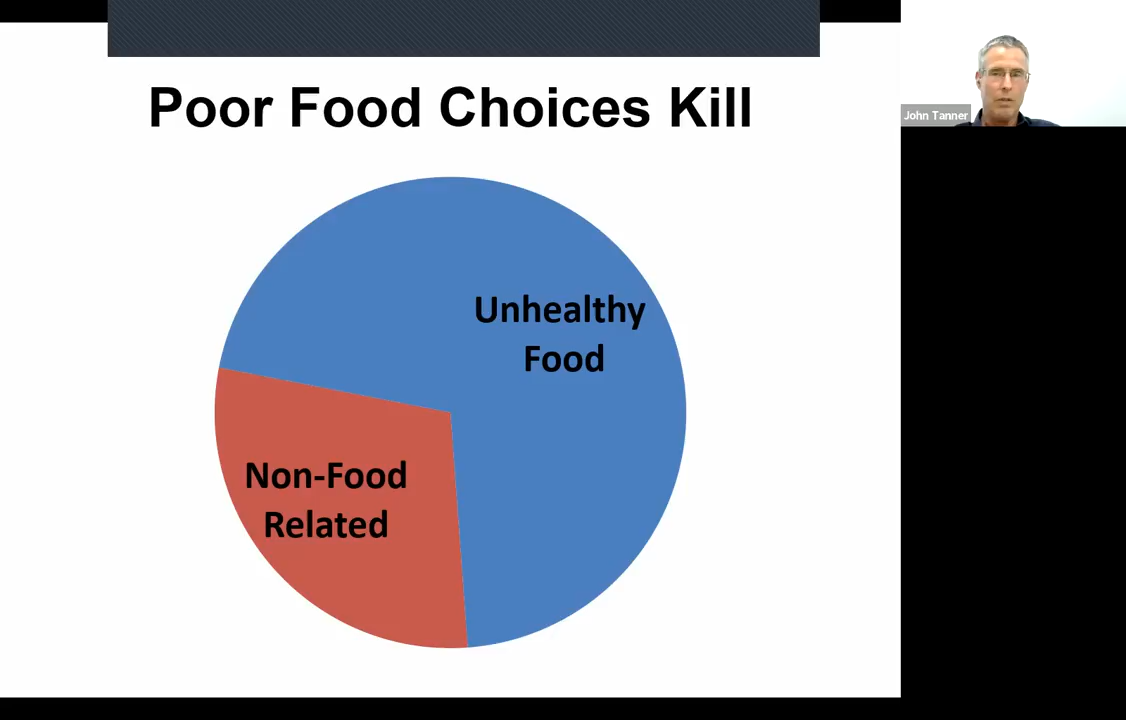 Poor Food Choices Kill
Unhealthy
Food
Non-Food
Related
John Tanner